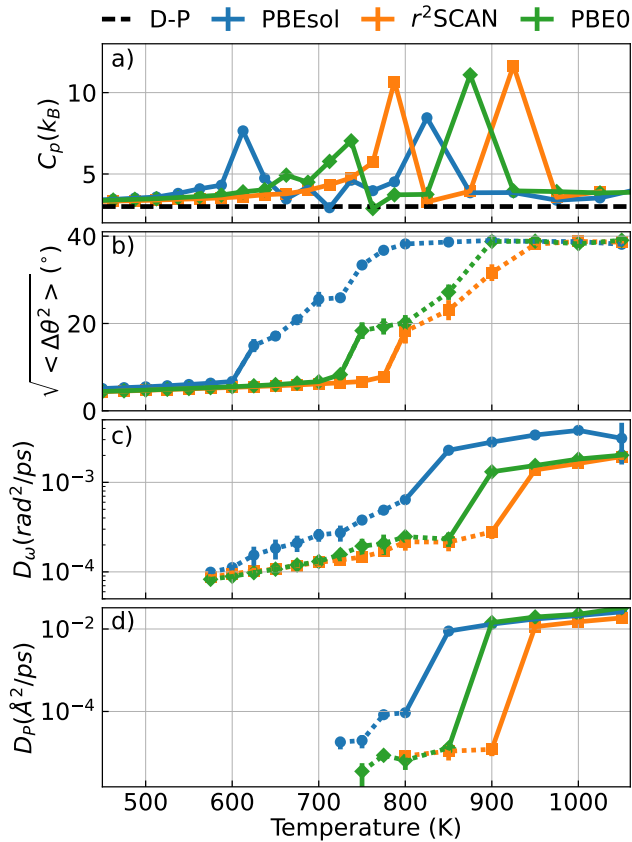 D-P PBEsol r²SCAN PBE0
a)
C_p(k_B)
10
5
b)
√<Δθ²> (°)
40
20
0
c)
D_ω(rad²/ps)
10⁻³
10⁻⁴
d)
D_P(Å²/ps)
10⁻²
10⁻⁴
500 600 700 800 900 1000
Temperature (K)